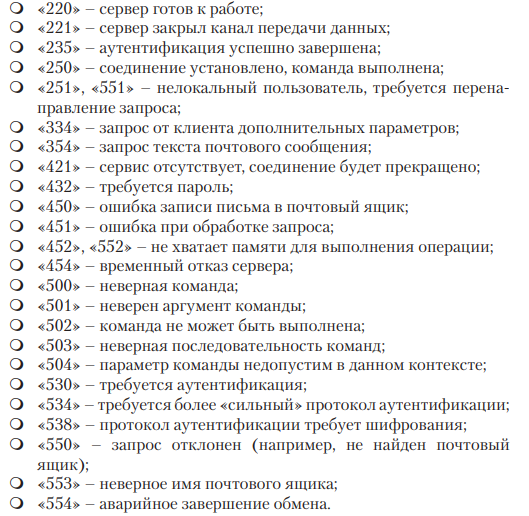 ❍ «220» – сервер готов к работе;
❍ «221» – сервер закрыл канал передачи данных;
❍ «235» – аутентификация успешно завершена;
❍ «250» – соединение установлено, команда выполнена;
❍ «251», «551» – нелокальный пользователь, требуется перена-
правление запроса;
❍ «334» – запрос от клиента дополнительных параметров;
❍ «354» – запрос текста почтового сообщения;
❍ «421» – сервис отсутствует, соединение будет прекращено;
❍ «432» – требуется пароль;
❍ «450» – ошибка записи письма в почтовый ящик;
❍ «451» – ошибка при обработке запроса;
❍ «452», «552» – не хватает памяти для выполнения операции;
❍ «454» – временный отказ сервера;
❍ «500» – неверная команда;
❍ «501» – неверен аргумент команды;
❍ «502» – команда не может быть выполнена;
❍ «503» – неверная последовательность команд;
❍ «504» – параметр команды недопустим в данном контексте;
❍ «530» – требуется аутентификация;
❍ «534» – требуется более «сильный» протокол аутентификации;
❍ «538» – протокол аутентификации требует шифрования;
❍ «550» – запрос отклонен (например, не найден почтовый
ящик);
❍ «553» – неверное имя почтового ящика;
❍ «554» – аварийное завершение обмена.